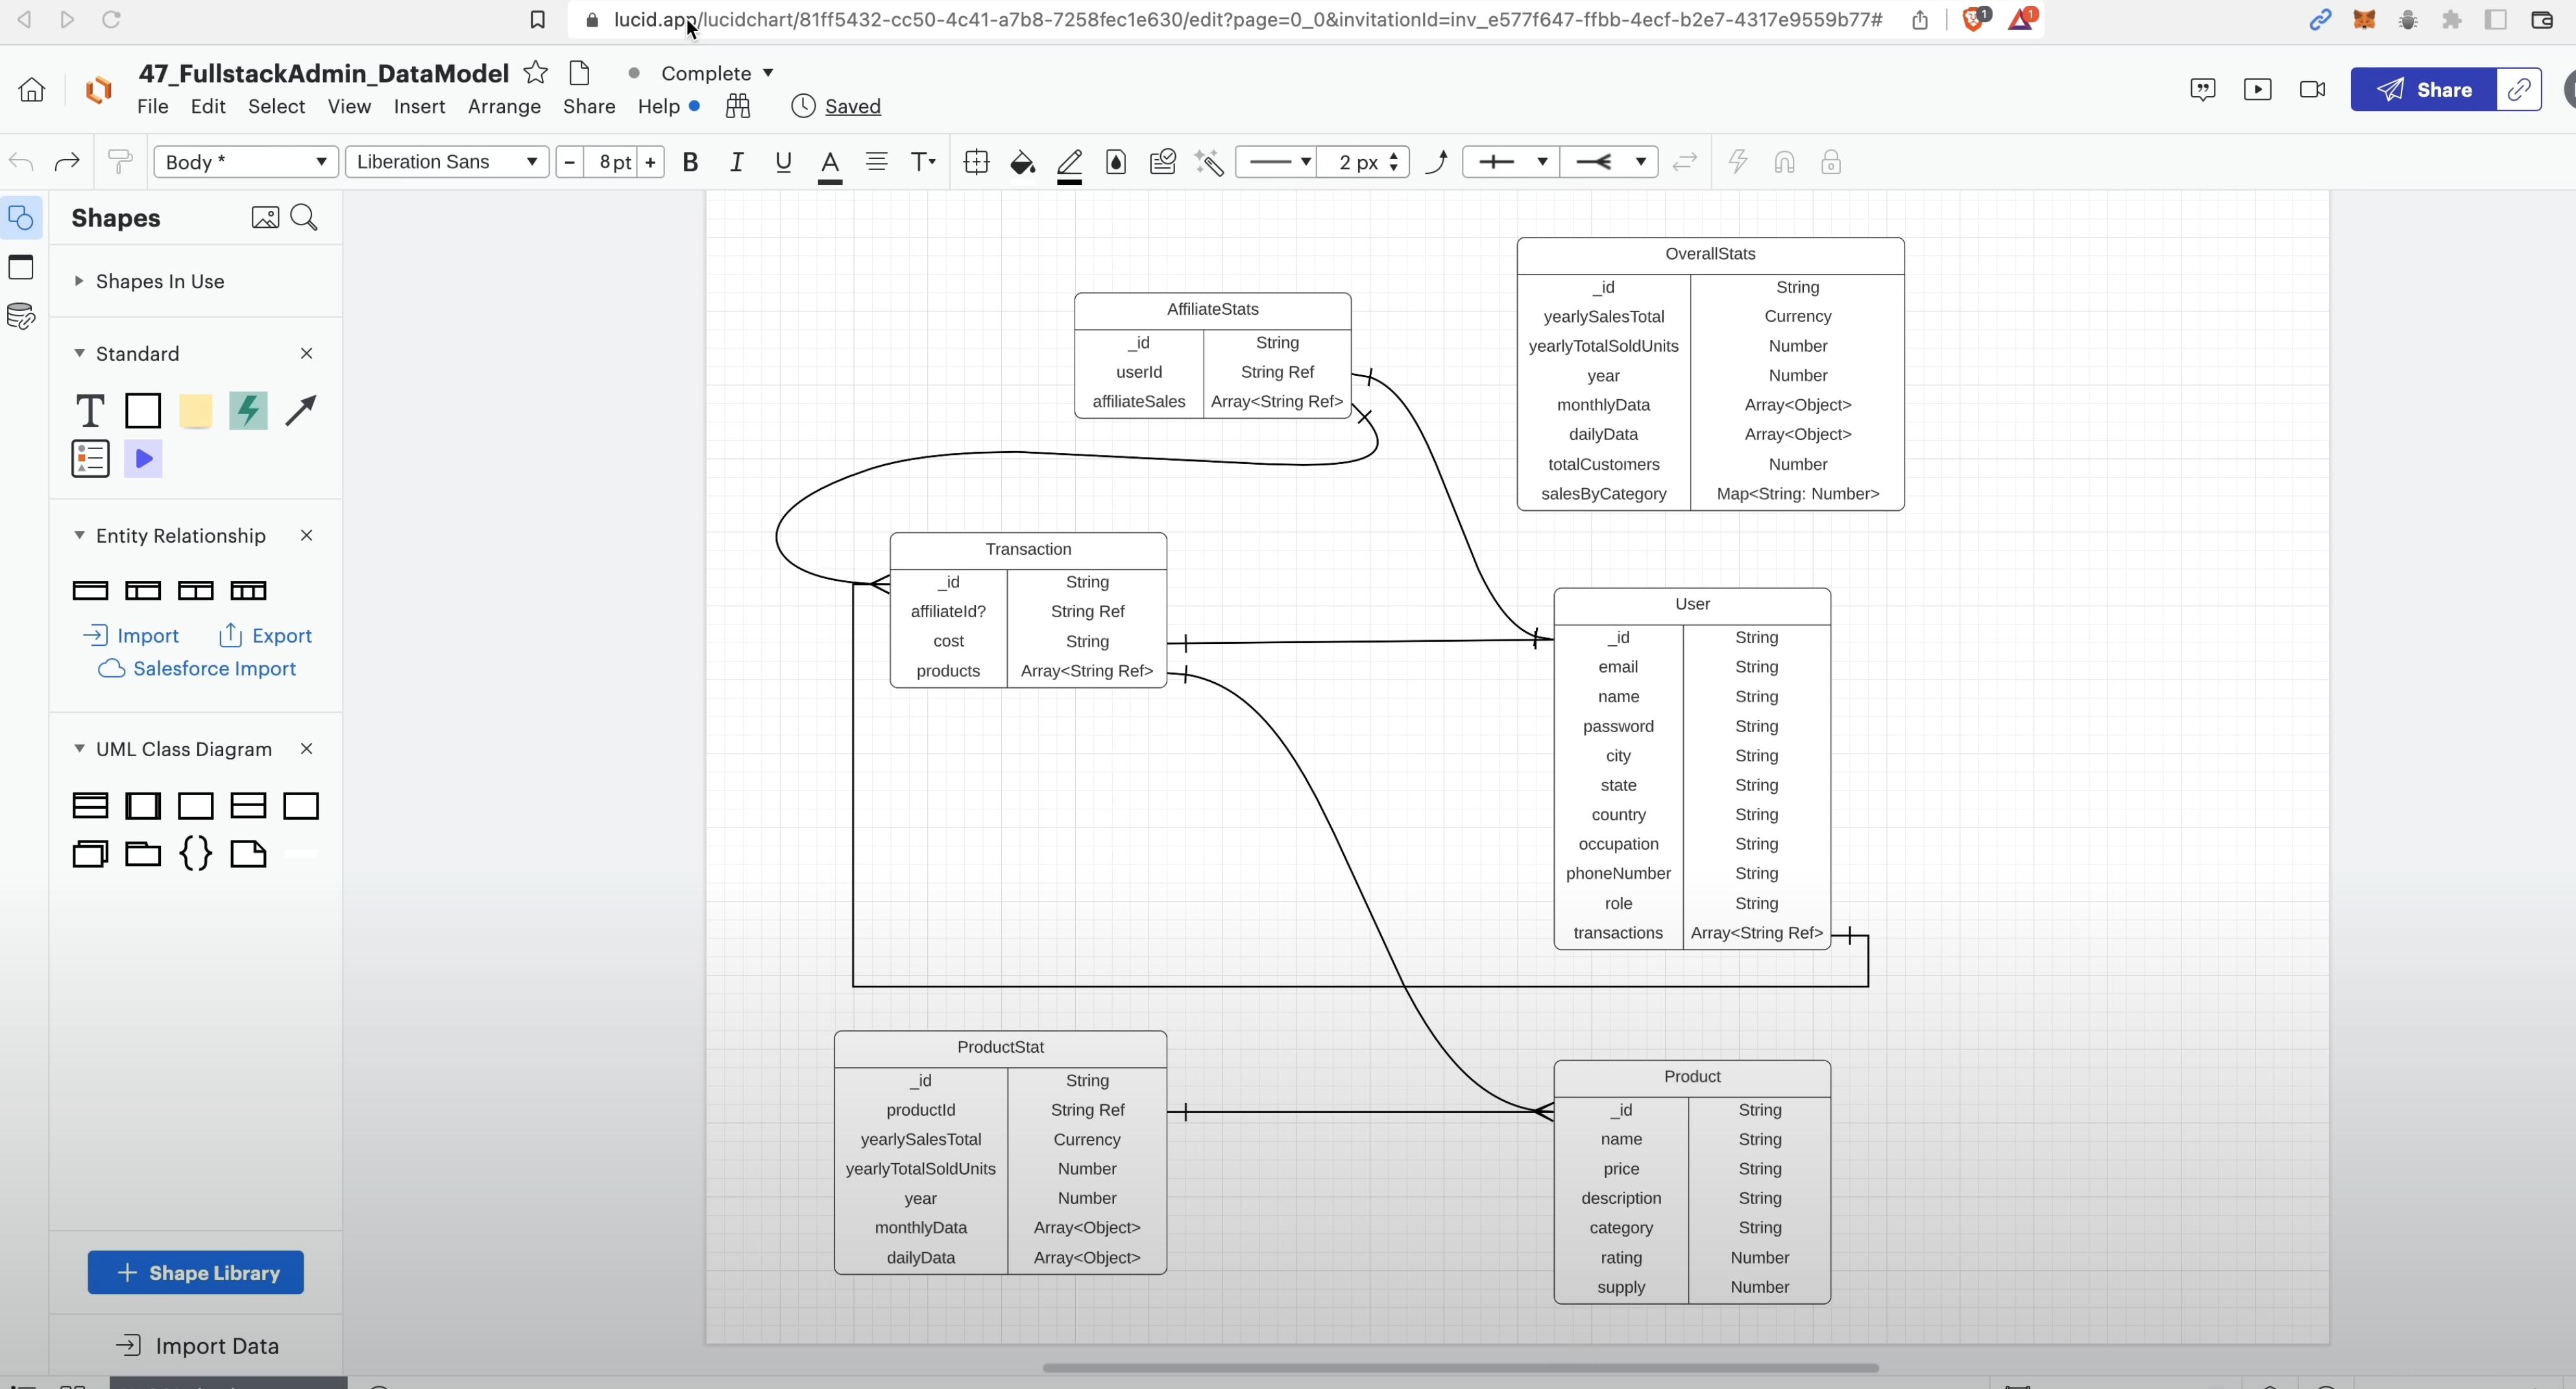 lucid.app/lucidchart/81ff5432-cc50-4c41-a7b8-7258fec1e630/edit?page=0_0&invitationId=inv_e577f647-ffbb-4ecf-b2e7-4317e9559b77#
1
1
47_FullstackAdmin_DataModel
Complete
File Edit Select View Insert Arrange Share Help
Saved
Share
Body *
Liberation Sans
− 8 pt +
B I U A T
2 px
Shapes
Shapes In Use
Standard
T
Entity Relationship
Import
Export
Salesforce Import
UML Class Diagram
{}
+ Shape Library
Import Data
OverallStats
_id String
yearlySalesTotal Currency
yearlyTotalSoldUnits Number
year Number
monthlyData Array<Object>
dailyData Array<Object>
totalCustomers Number
salesByCategory Map<String: Number>
AffiliateStats
_id String
userId String Ref
affiliateSales Array<String Ref>
Transaction
_id String
affiliateId? String Ref
cost String
products Array<String Ref>
User
_id String
email String
name String
password String
city String
state String
country String
occupation String
phoneNumber String
role String
transactions Array<String Ref>
ProductStat
_id String
productId String Ref
yearlySalesTotal Currency
yearlyTotalSoldUnits Number
year Number
monthlyData Array<Object>
dailyData Array<Object>
Product
_id String
name String
price String
description String
category String
rating Number
supply Number